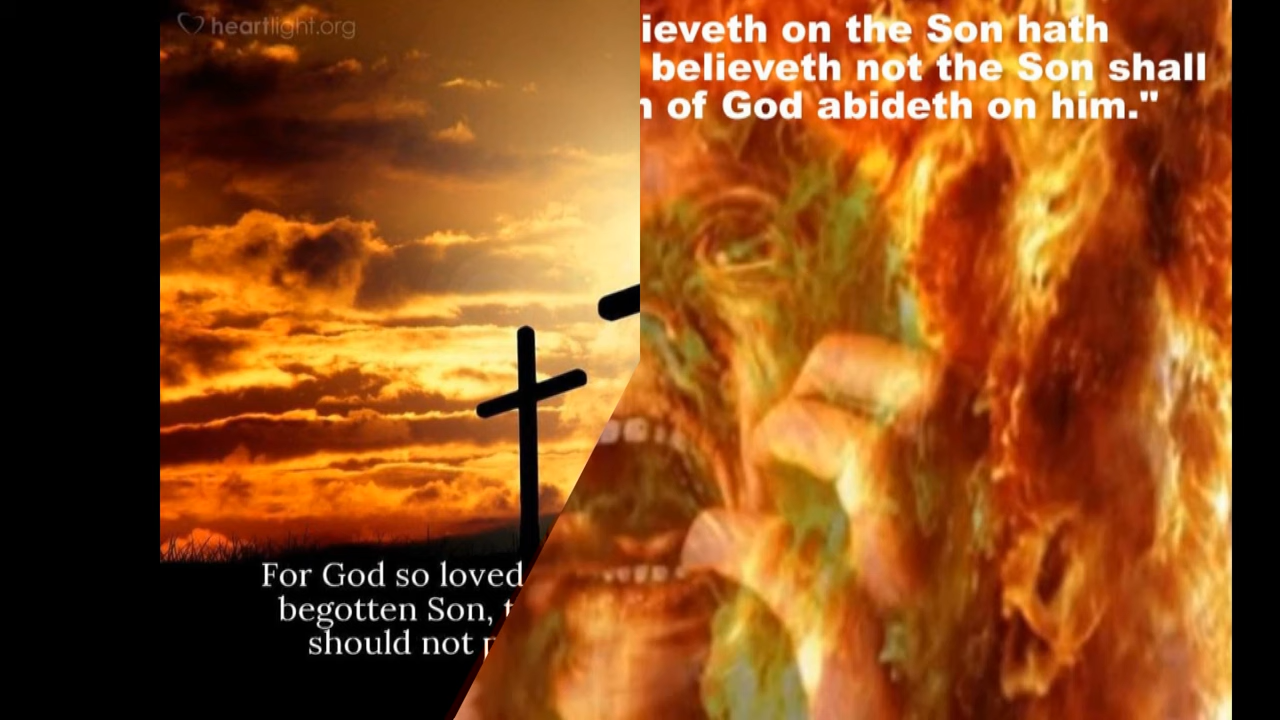 heartlight.org
ieveth on the Son hath
believeth not the Son shall
of God abideth on him."
For God so loved
begotten Son,
should not